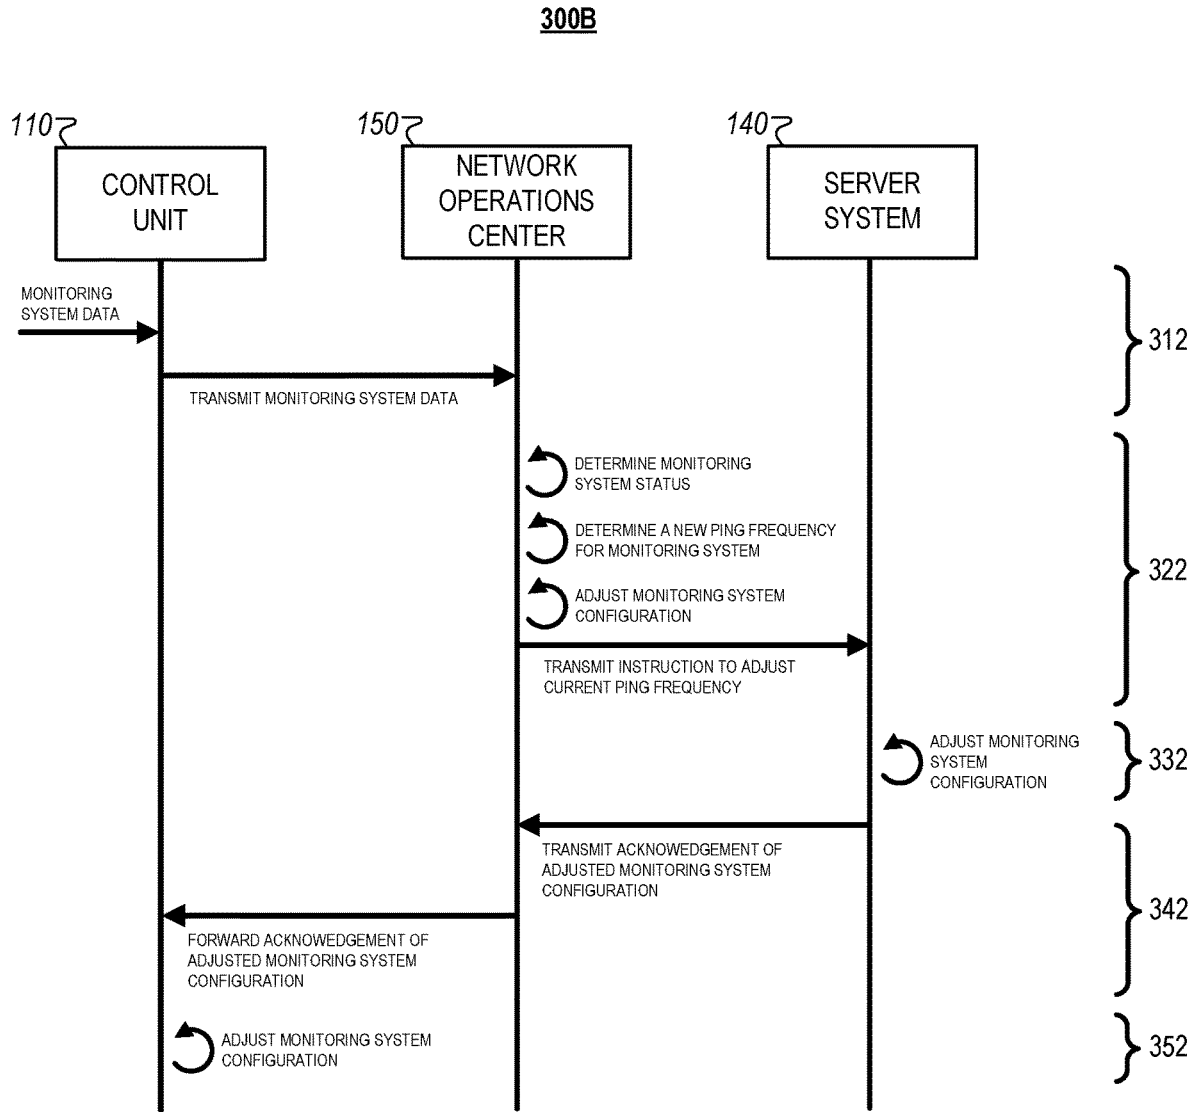 300B
110
150
140
CONTROL
UNIT
NETWORK
OPERATIONS
CENTER
SERVER
SYSTEM
MONITORING
SYSTEM DATA
312
TRANSMIT MONITORING SYSTEM DATA
DETERMINE MONITORING
SYSTEM STATUS
DETERMINE A NEW PING FREQUENCY
FOR MONITORING SYSTEM
322
ADJUST MONITORING SYSTEM
CONFIGURATION
TRANSMIT INSTRUCTION TO ADJUST
CURRENT PING FREQUENCY
ADJUST MONITORING
SYSTEM
CONFIGURATION
332
TRANSMIT ACKNOWEDGEMENT OF
ADJUSTED MONITORING SYSTEM
CONFIGURATION
342
FORWARD ACKNOWEDGEMENT OF
ADJUSTED MONITORING SYSTEM
CONFIGURATION
ADJUST MONITORING SYSTEM
CONFIGURATION
352